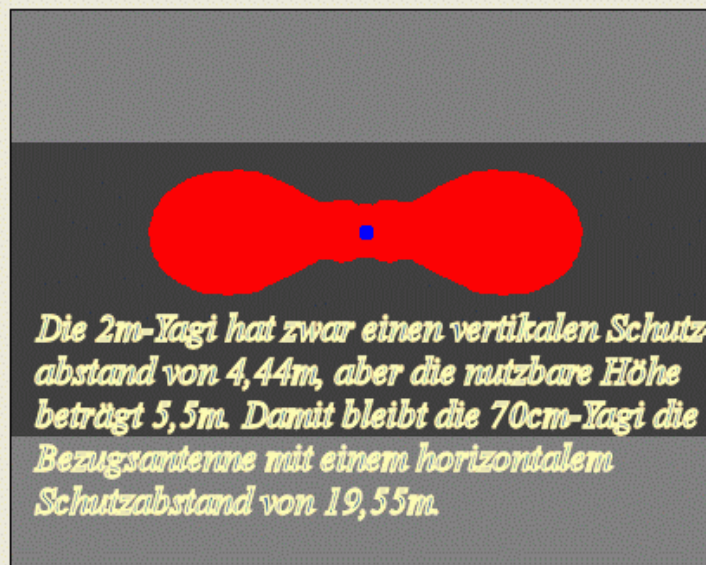 Die 2m-Yagi hat zwar einen vertikalen Schutz-
abstand von 4,44m, aber die nutzbare Höhe
beträgt 5,5m. Damit bleibt die 70cm-Yagi die
Bezugsantenne mit einem horizontalem
Schutzabstand von 19,55m.